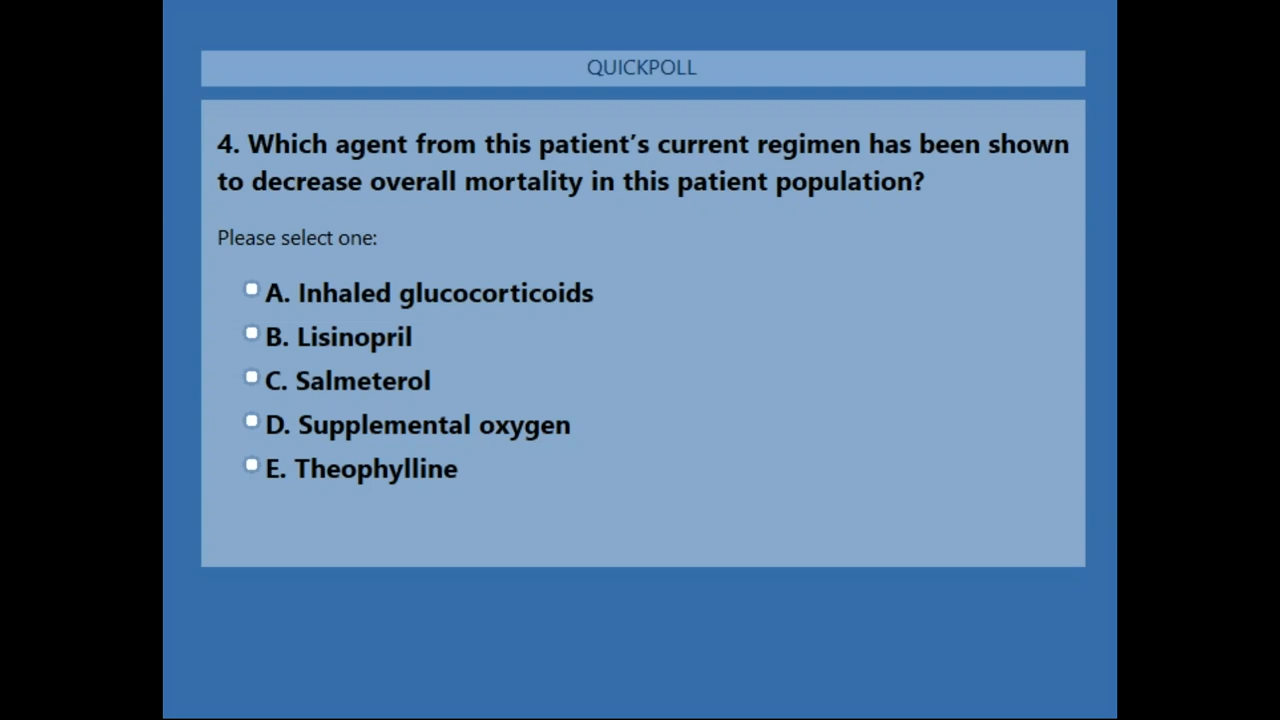 QUICKPOLL
4. Which agent from this patient’s current regimen has been shown
to decrease overall mortality in this patient population?
Please select one:
A. Inhaled glucocorticoids
B. Lisinopril
C. Salmeterol
D. Supplemental oxygen
E. Theophylline